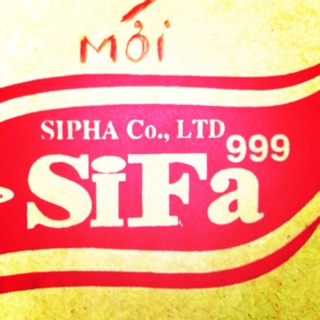 MỚI
SIPHA Co., LTD
SiFa 999